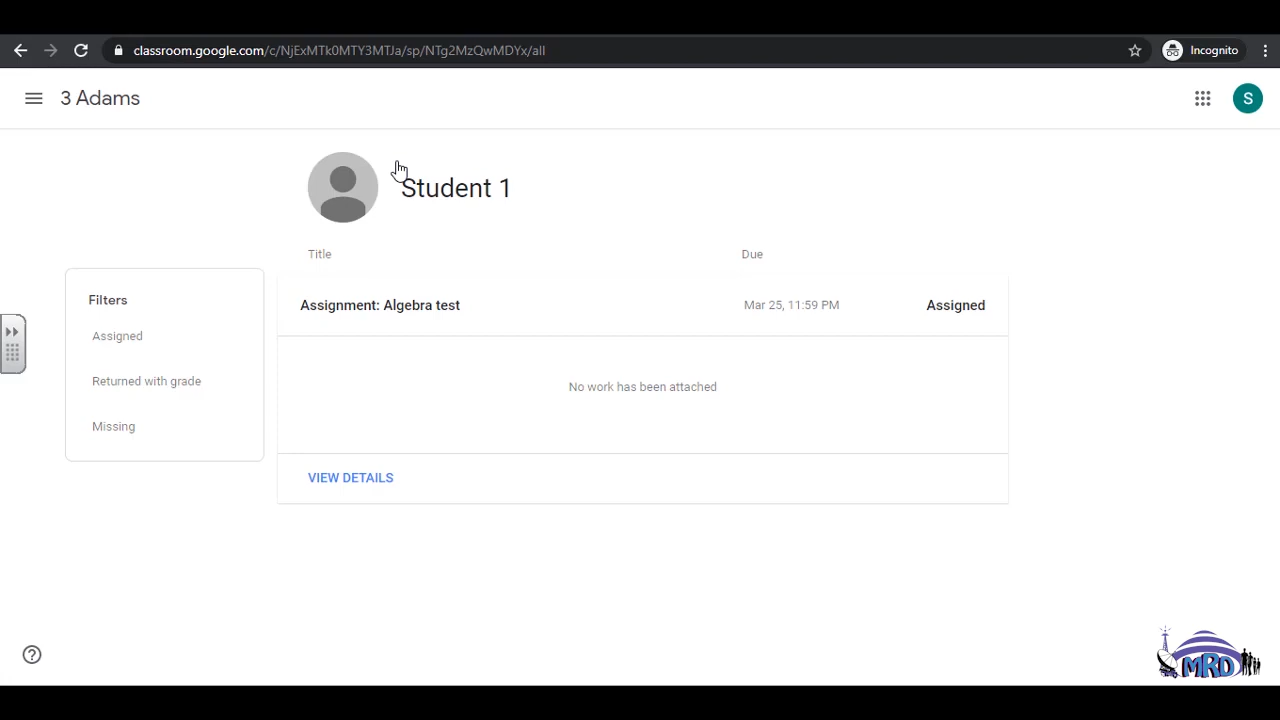 classroom.google.com/c/NjExMTk0MTY3MTJa/sp/NTg2MzQwMDYx/all
Incognito
3 Adams
S
Student 1
Title Due
Filters
Assigned
Returned with grade
Missing
Assignment: Algebra test Mar 25, 11:59 PM Assigned
No work has been attached
VIEW DETAILS
MRD